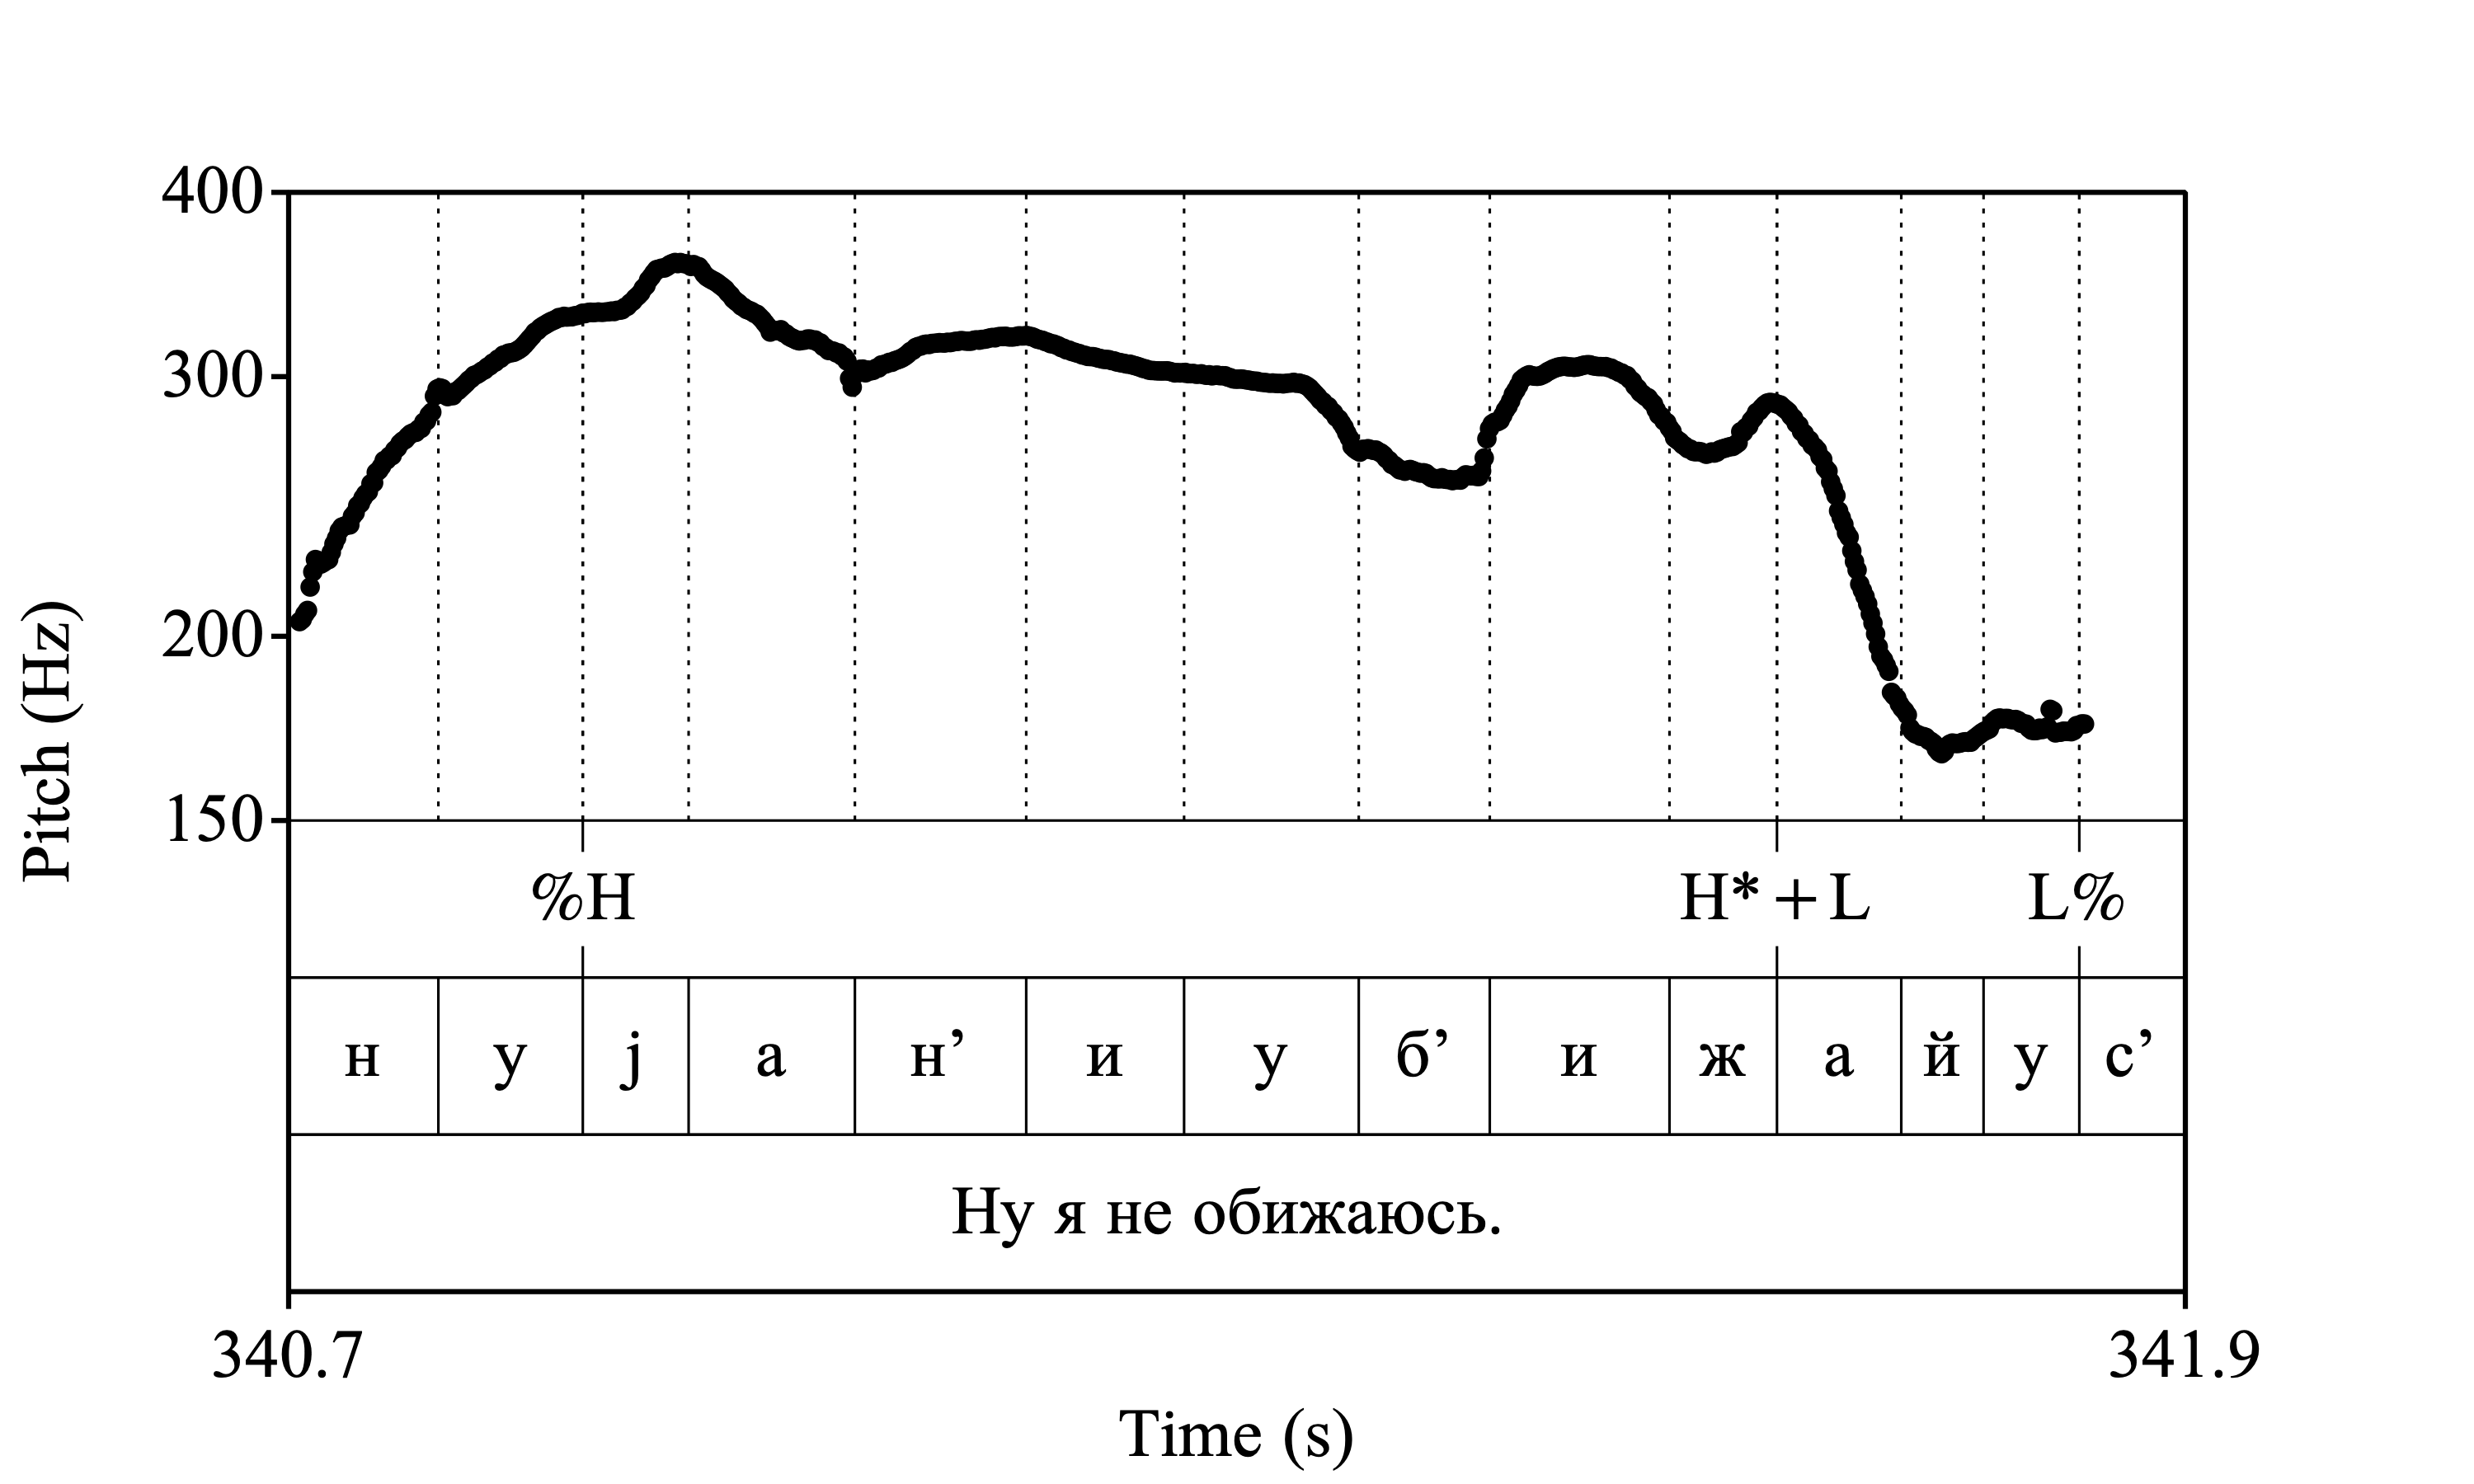 400
300
200
150
Pitch (Hz)
%H H*+L L%
н у j а н’ и у б’ и ж а й у с’
Ну я не обижаюсь.
340.7 341.9
Time (s)